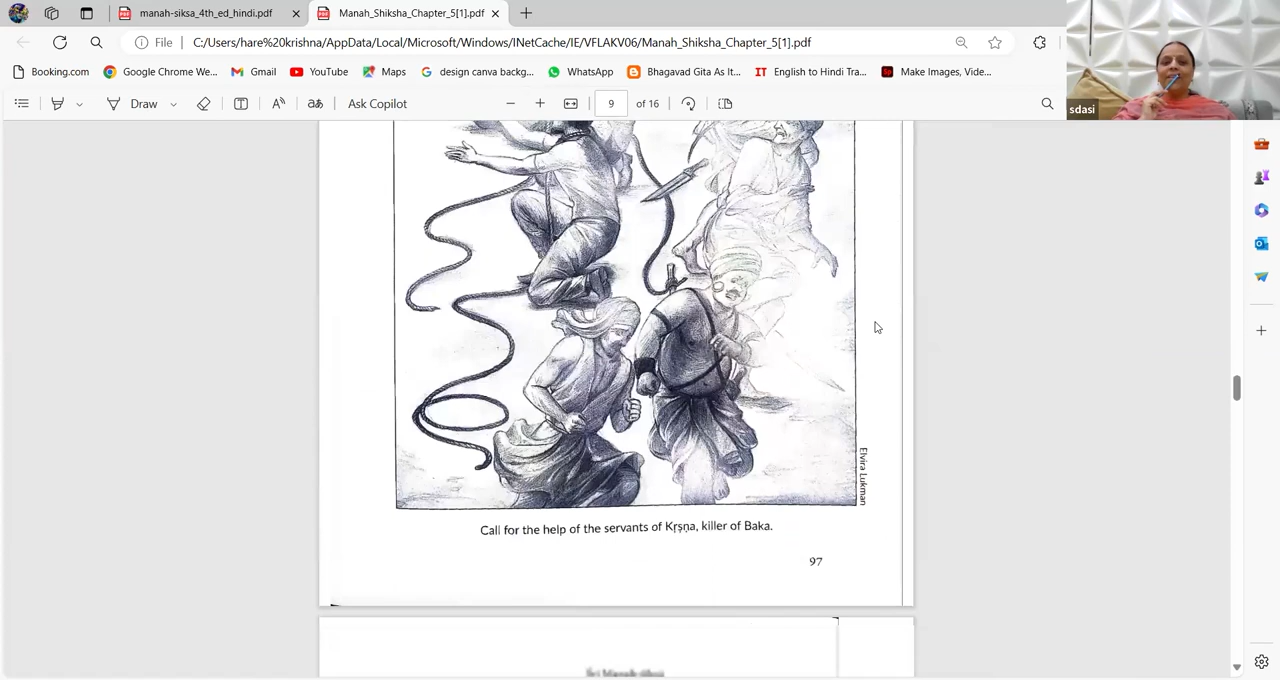 manah-siksa_4th_ed_hindi.pdf
Manah_Shiksha_Chapter_5[1].pdf
File
C:/Users/hare%20krishna/AppData/Local/Microsoft/Windows/INetCache/IE/VFLAKV06/Manah_Shiksha_Chapter_5[1].pdf
Booking.com
Google Chrome We...
Gmail
YouTube
Maps
design canva backg...
WhatsApp
Bhagavad Gita As It...
English to Hindi Tra...
Make Images, Vide...
Draw
Ask Copilot
9 of 16
sdasi
Elvira Lukman
Call for the help of the servants of Kṛṣṇa, killer of Baka.
97